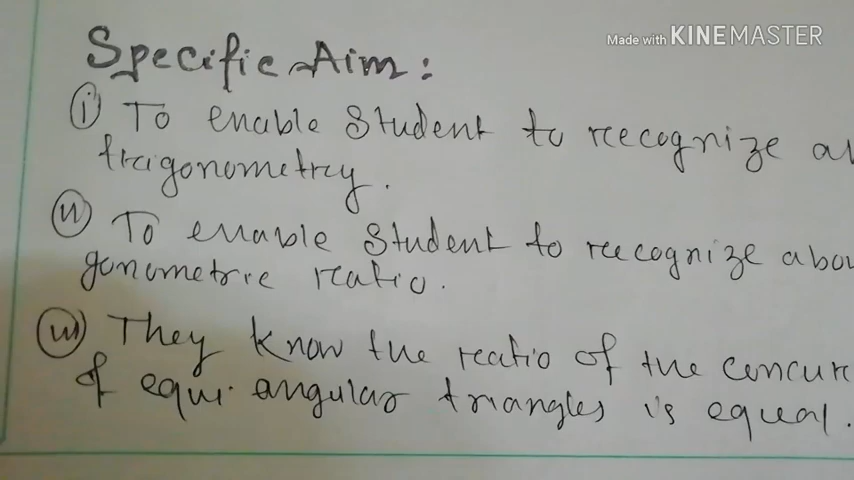 Made with KINEMASTER
Specific Aim:
(i) To enable Student to recognize
trigonometry.
(ii) To enable Student to recognize
gonometric ratio.
(iii) They know the ratio of the
of equi-angular triangles is equal.